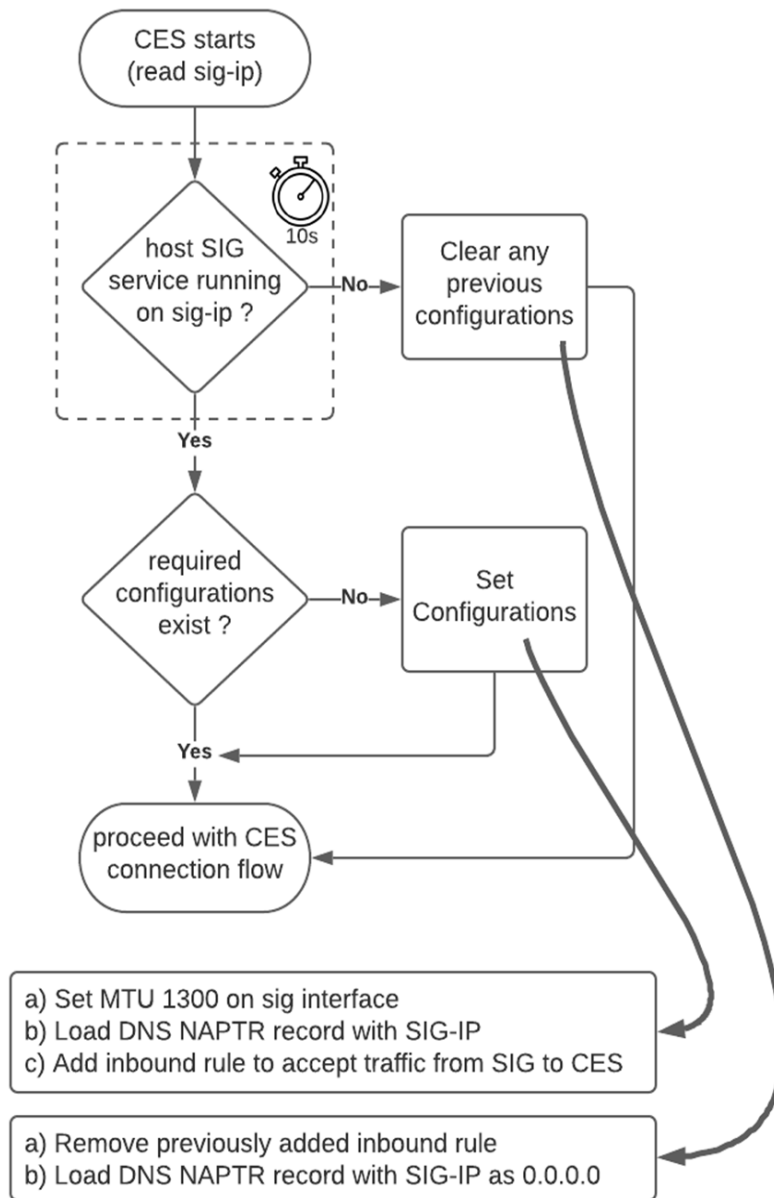 CES starts
(read sig-ip)
10s
host SIG
service running
on sig-ip ?
No
Clear any
previous
configurations
Yes
required
configurations
exist ?
No
Set
Configurations
Yes
proceed with CES
connection flow
a) Set MTU 1300 on sig interface
b) Load DNS NAPTR record with SIG-IP
c) Add inbound rule to accept traffic from SIG to CES
a) Remove previously added inbound rule
b) Load DNS NAPTR record with SIG-IP as 0.0.0.0